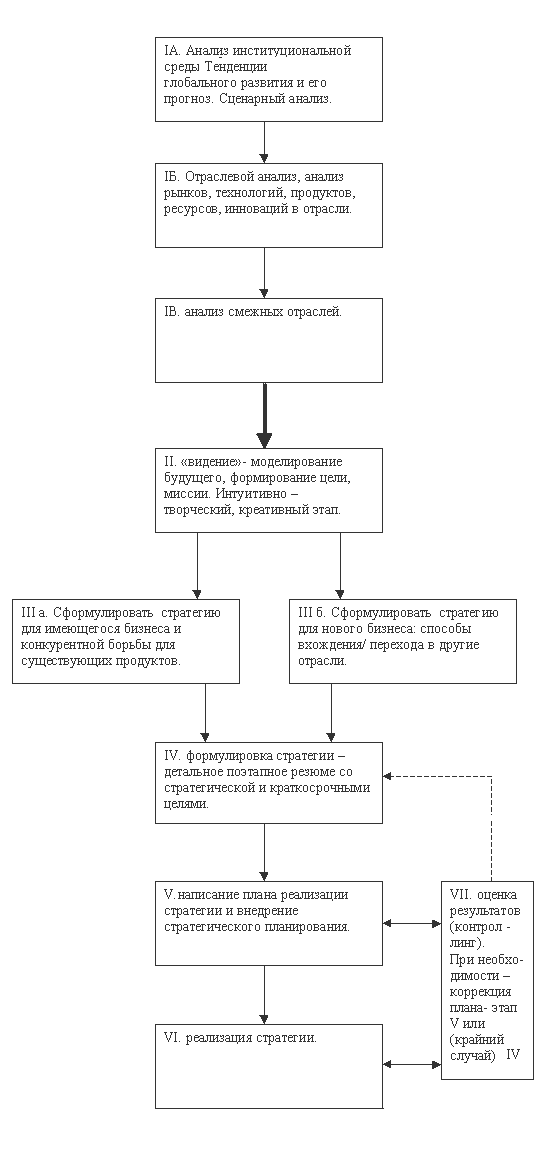 IА. Анализ институциональной
среды Тенденции
глобального развития и его
прогноз. Сценарный анализ.
IБ. Отраслевой анализ, анализ
рынков, технологий, продуктов,
ресурсов, инноваций в отрасли.
IВ. анализ смежных отраслей.
II. «видение»- моделирование
будущего, формирование цели,
миссии. Интуитивно –
творческий, креативный этап.
III а. Сформулировать стратегию
для имеющегося бизнеса и
конкурентной борьбы для
существующих продуктов.
III б. Сформулировать стратегию
для нового бизнеса: способы
вхождения/ перехода в другие
отрасли.
IV. формулировка стратегии –
детальное поэтапное резюме со
стратегической и краткосрочными
целями.
V.написание плана реализации
стратегии и внедрение
стратегического планирования.
VII. оценка
результатов
(контрол -
линг).
При необхо-
димости –
коррекция
плана- этап
V или
(крайний
случай) IV
VI. реализация стратегии.